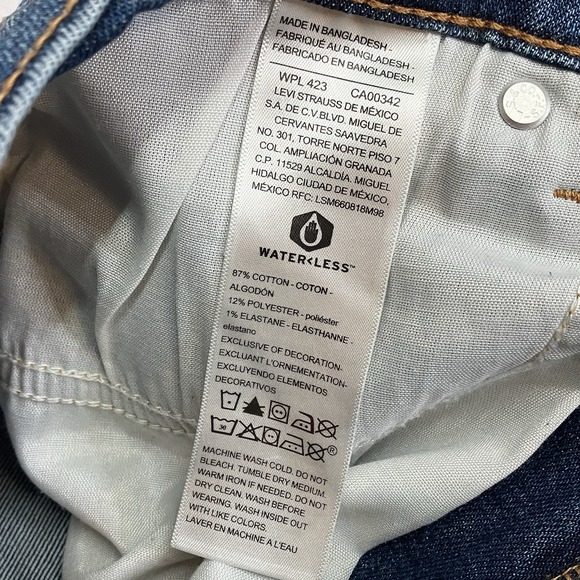 MADE IN BANGLADESH -
FABRIQUÉ AU BANGLADESH -
FABRICADO EN BANGLADESH
WPL 423 CA00342
LEVI STRAUSS DE MÉXICO
S.A. DE C.V.BLVD. MIGUEL DE
CERVANTES SAAVEDRA
NO. 301, TORRE NORTE PISO 7
COL. AMPLIACIÓN GRANADA
C.P. 11529 ALCALDÍA. MIGUEL
HIDALGO CIUDAD DE MÉXICO,
MÉXICO RFC: LSM660818M98
WATER<LESS™
87% COTTON - COTON -
ALGODÓN
12% POLYESTER - poliéster
1% ELASTANE - ELASTHANNE -
elastano
EXCLUSIVE OF DECORATION-
EXCLUANT L'ORNEMENTATION-
EXCLUYENDO ELEMENTOS
DECORATIVOS
30 ®
MACHINE WASH COLD. DO NOT
BLEACH. TUMBLE DRY MEDIUM.
WARM IRON IF NEEDED. DO NOT
DRY CLEAN. WASH BEFORE
WEARING. WASH INSIDE OUT
WITH LIKE COLORS.
LAVER EN MACHINE A L'EAU